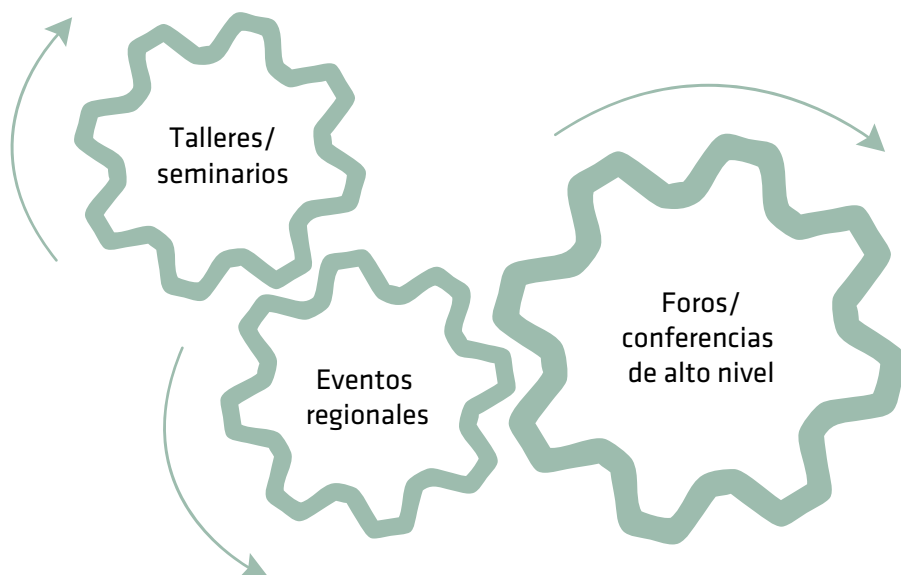 Talleres/
seminarios
Eventos
regionales
Foros/
conferencias
de alto nivel